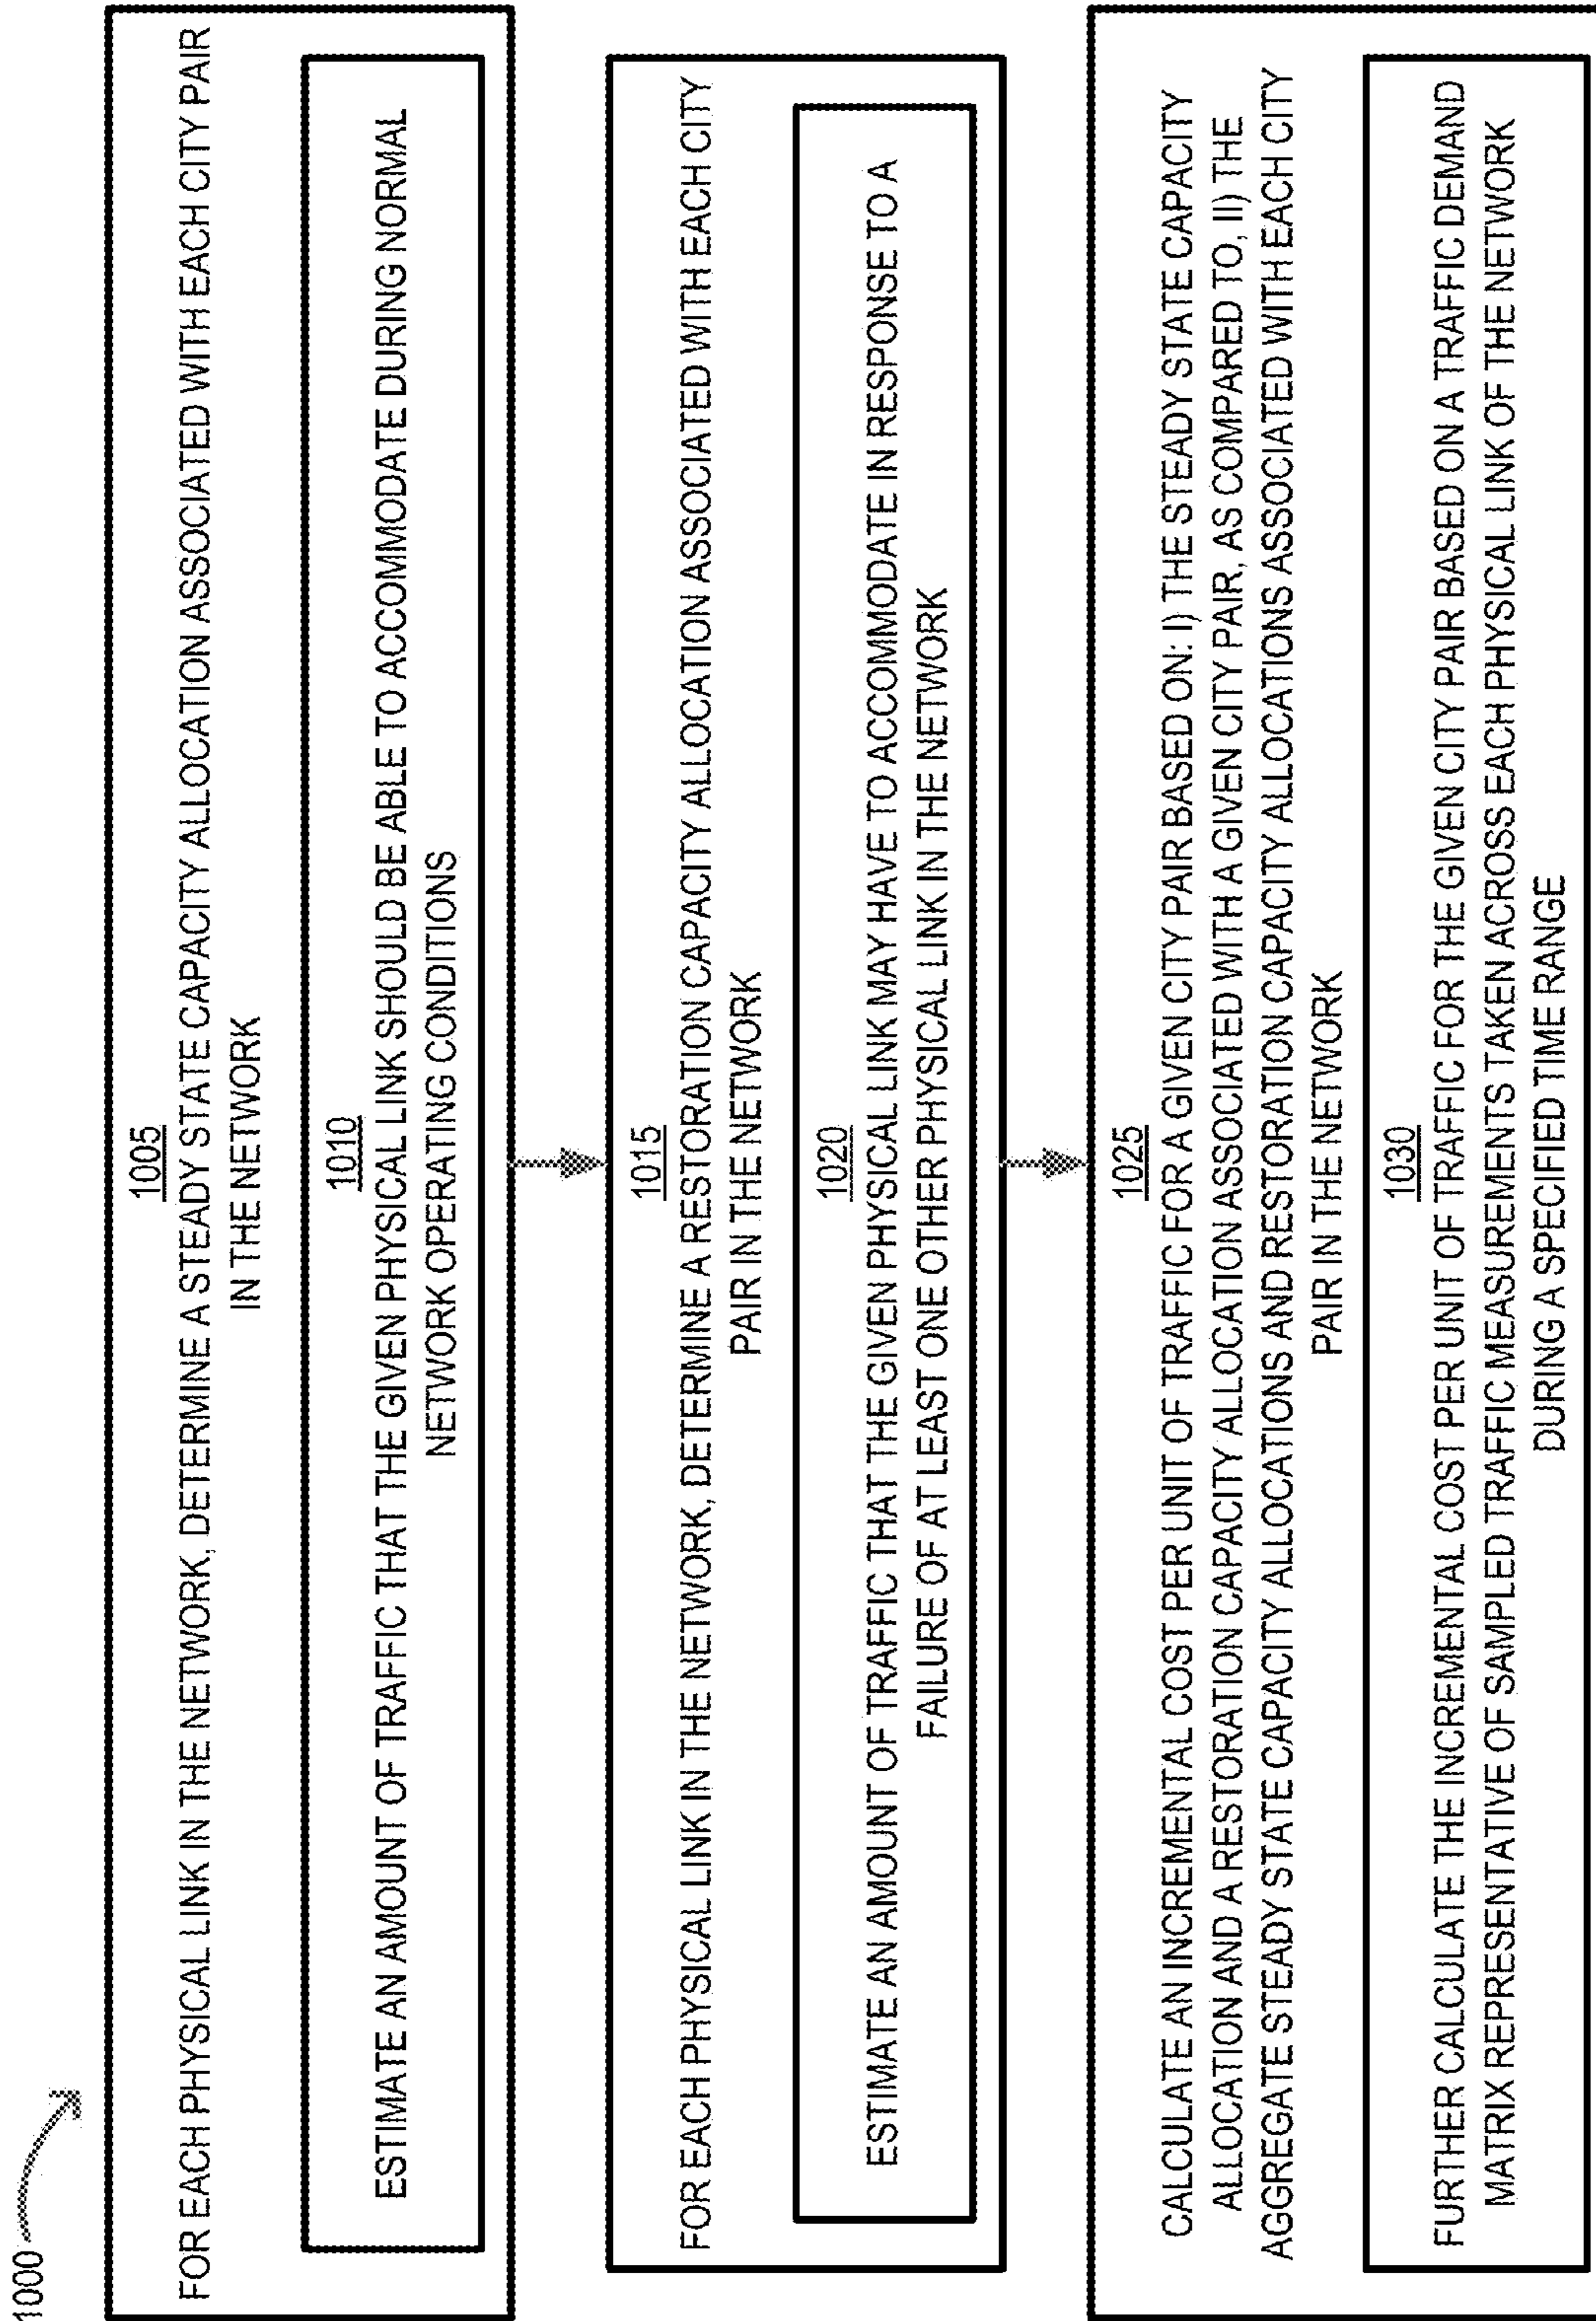 1000
1005
FOR EACH PHYSICAL LINK IN THE NETWORK, DETERMINE A STEADY STATE CAPACITY ALLOCATION ASSOCIATED WITH EACH CITY PAIR
IN THE NETWORK
1010
ESTIMATE AN AMOUNT OF TRAFFIC THAT THE GIVEN PHYSICAL LINK SHOULD BE ABLE TO ACCOMMODATE DURING NORMAL
NETWORK OPERATING CONDITIONS
1015
FOR EACH PHYSICAL LINK IN THE NETWORK, DETERMINE A RESTORATION CAPACITY ALLOCATION ASSOCIATED WITH EACH CITY
PAIR IN THE NETWORK
1020
ESTIMATE AN AMOUNT OF TRAFFIC THAT THE GIVEN PHYSICAL LINK MAY HAVE TO ACCOMMODATE IN RESPONSE TO A
FAILURE OF AT LEAST ONE OTHER PHYSICAL LINK IN THE NETWORK
1025
CALCULATE AN INCREMENTAL COST PER UNIT OF TRAFFIC FOR A GIVEN CITY PAIR BASED ON: I) THE STEADY STATE CAPACITY
ALLOCATION AND A RESTORATION CAPACITY ALLOCATION ASSOCIATED WITH A GIVEN CITY PAIR, AS COMPARED TO, II) THE
AGGREGATE STEADY STATE CAPACITY ALLOCATIONS AND RESTORATION CAPACITY ALLOCATIONS ASSOCIATED WITH EACH CITY
PAIR IN THE NETWORK
1030
FURTHER CALCULATE THE INCREMENTAL COST PER UNIT OF TRAFFIC FOR THE GIVEN CITY PAIR BASED ON A TRAFFIC DEMAND
MATRIX REPRESENTATIVE OF SAMPLED TRAFFIC MEASUREMENTS TAKEN ACROSS EACH PHYSICAL LINK OF THE NETWORK
DURING A SPECIFIED TIME RANGE